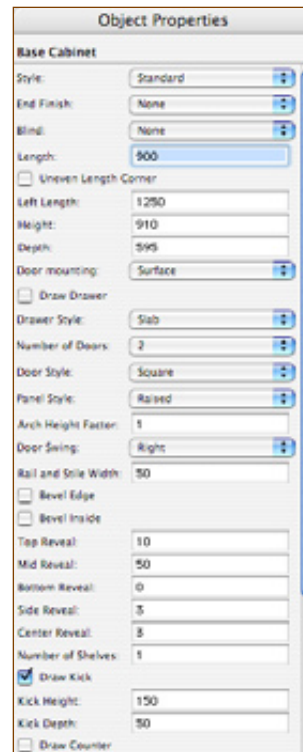 Object Properties
Base Cabinet
Style: Standard
End Finish: None
Blind: None
Length: 900
Uneven Length Corner
Left Length: 1250
Height: 910
Depth: 595
Door mounting: Surface
Draw Drawer
Drawer Style: Slab
Number of Doors: 2
Door Style: Square
Panel Style: Raised
Arch Height Factor: 1
Door Swing: Right
Rail and Stile Width: 50
Bevel Edge
Bevel Inside
Top Reveal: 10
Mid Reveal: 50
Bottom Reveal: 0
Side Reveal: 3
Center Reveal: 3
Number of Shelves: 1
Draw Kick
Kick Height: 150
Kick Depth: 50
Draw Counter